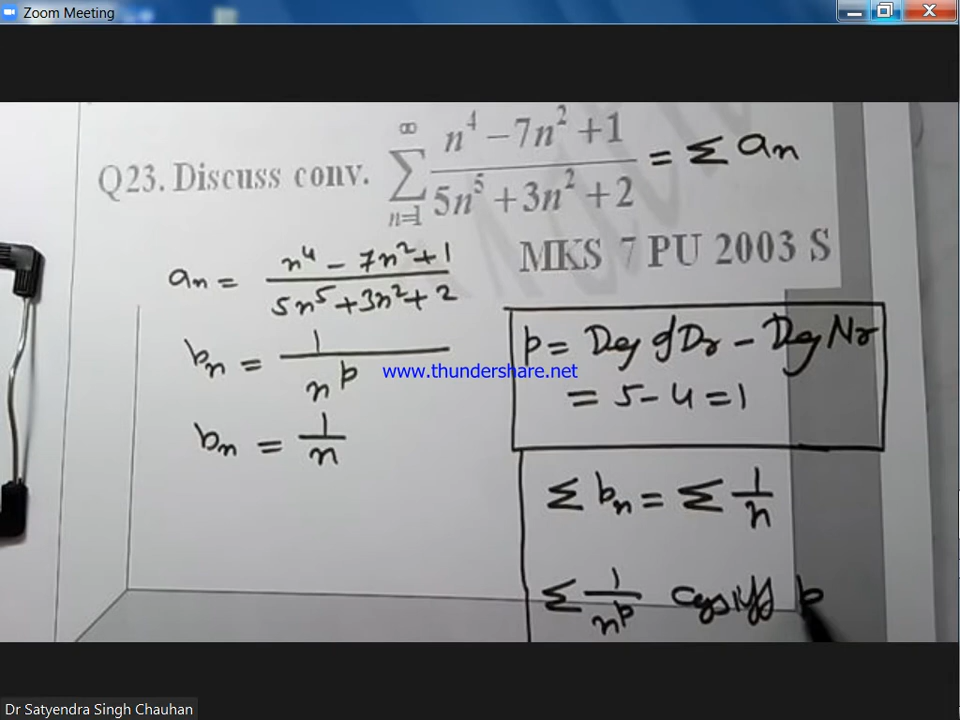 Zoom Meeting
Q23. Discuss conv. ∑_{n=1}^{∞} (n⁴ − 7n² + 1)/(5n⁵ + 3n² + 2) = Σ aₙ
MKS 7 PU 2003 S
aₙ = (n⁴ − 7n² + 1)/(5n⁵ + 3n² + 2)
bₙ = 1/n^p
p = Deg of Dr − Deg Nr
= 5 − 4 = 1
www.thundershare.net
bₙ = 1/n
Σ bₙ = Σ 1/n
Σ 1/n^p cgs iff p
Dr Satyendra Singh Chauhan